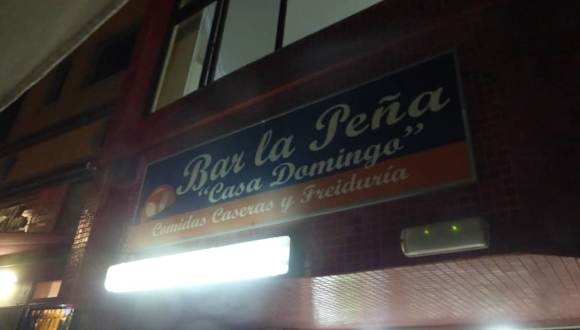 Bar la Peña
"Casa Domingo"
Comidas Caseras y Freiduría